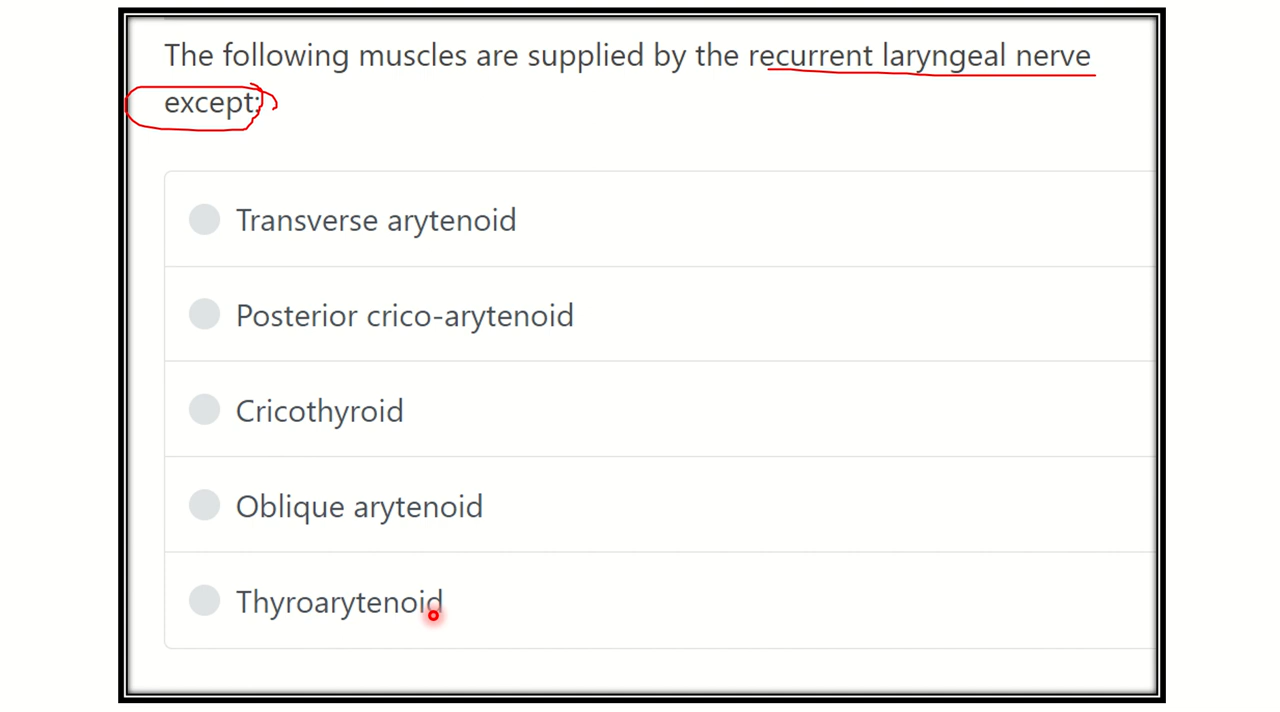 The following muscles are supplied by the recurrent laryngeal nerve
except:
Transverse arytenoid
Posterior crico-arytenoid
Cricothyroid
Oblique arytenoid
Thyroarytenoid